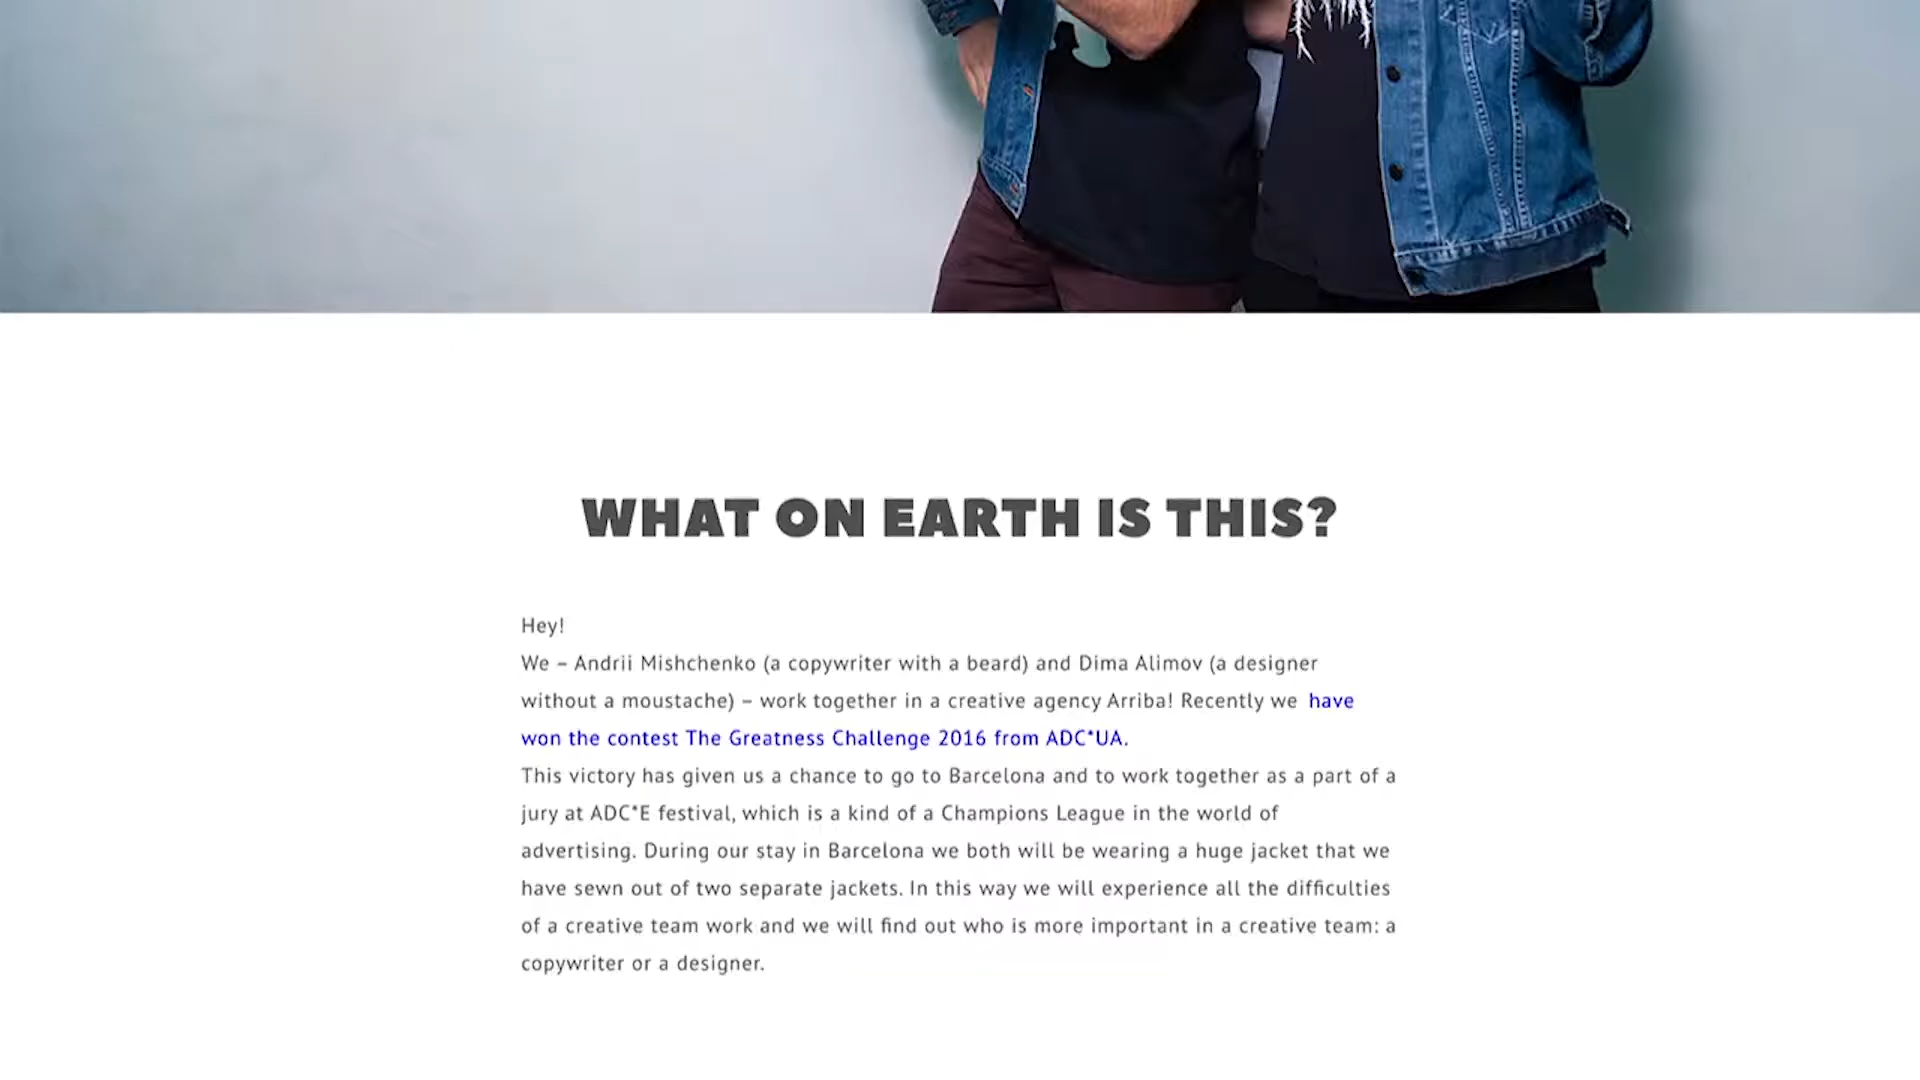 WHAT ON EARTH IS THIS?
Hey!
We – Andrii Mishchenko (a copywriter with a beard) and Dima Alimov (a designer
without a moustache) – work together in a creative agency Arriba! Recently we have
won the contest The Greatness Challenge 2016 from ADC*UA.
This victory has given us a chance to go to Barcelona and to work together as a part of a
jury at ADC*E festival, which is a kind of a Champions League in the world of
advertising. During our stay in Barcelona we both will be wearing a huge jacket that we
have sewn out of two separate jackets. In this way we will experience all the difficulties
of a creative team work and we will find out who is more important in a creative team: a
copywriter or a designer.